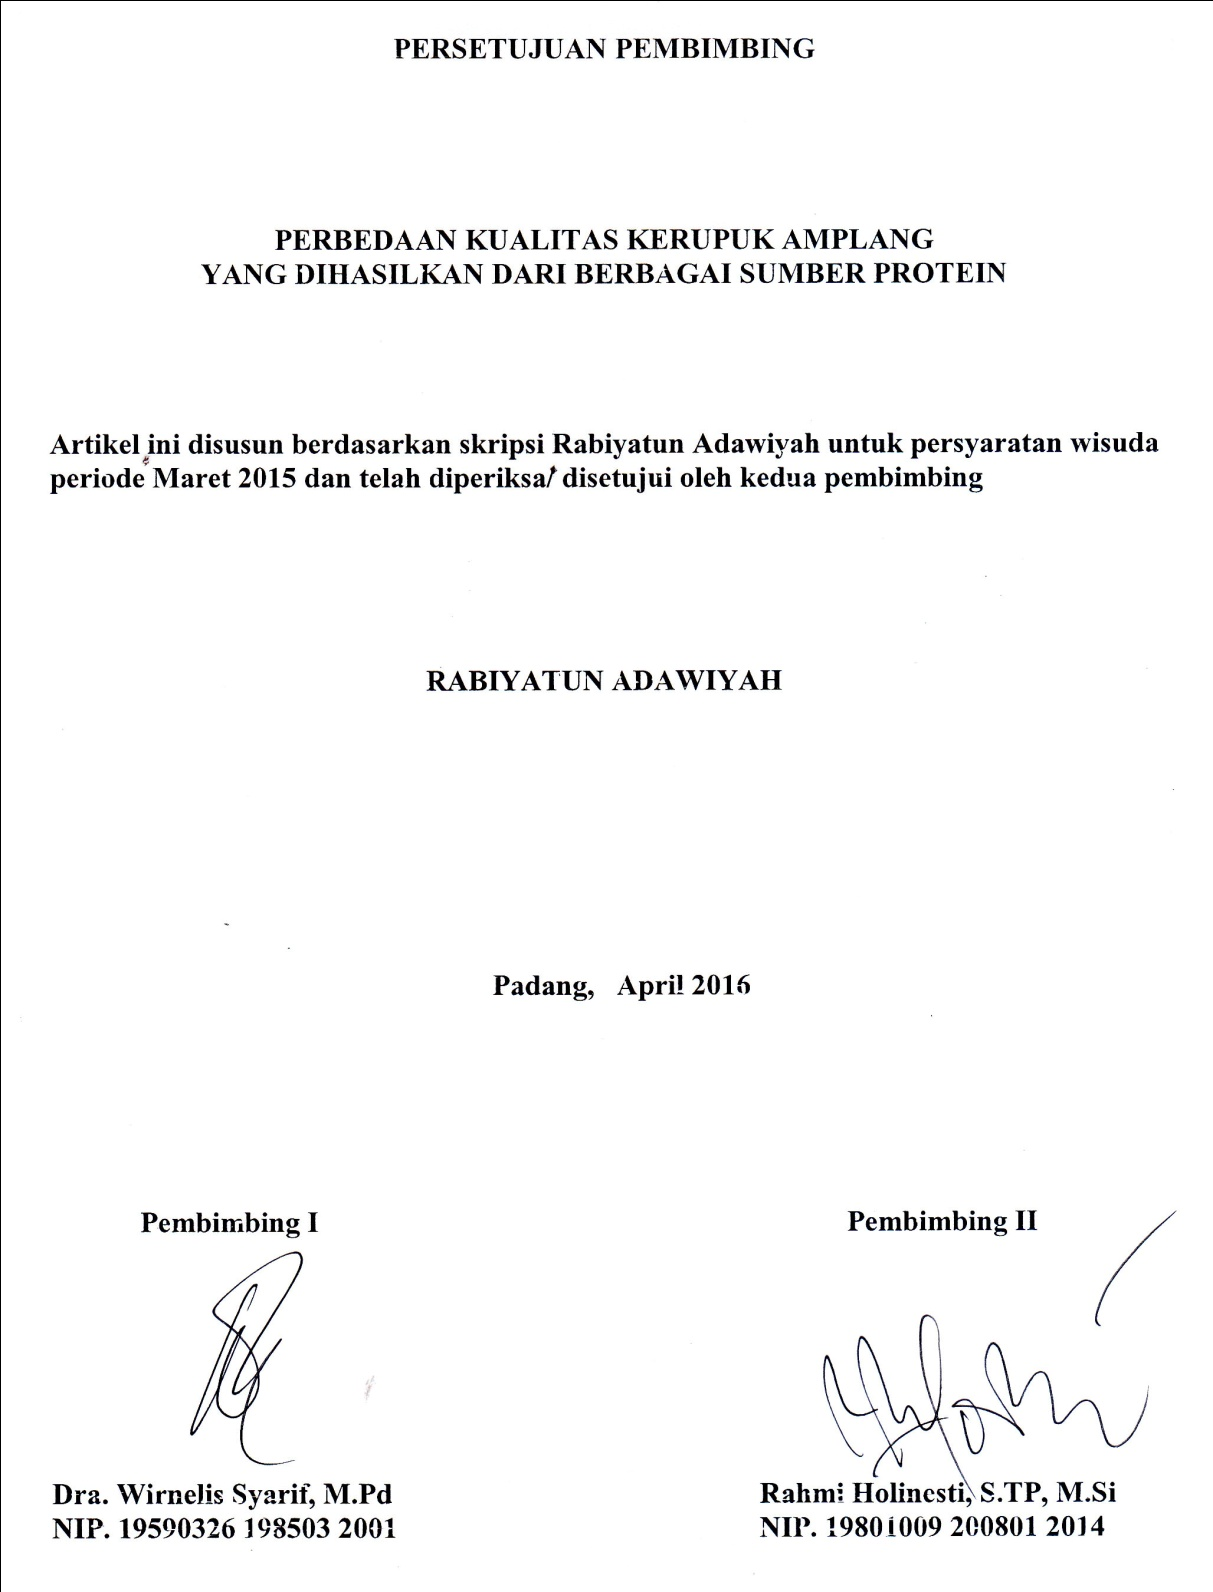 PERSETUJUAN PEMBIMBING
PERBEDAAN KUALITAS KERUPUK AMPLANG
YANG DIHASILKAN DARI BERBAGAI SUMBER PROTEIN
Artikel ini disusun berdasarkan skripsi Rabiyatun Adawiyah untuk persyaratan wisuda
periode Maret 2015 dan telah diperiksa/ disetujui oleh kedua pembimbing
RABIYATUN ADAWIYAH
Padang, April 2016
Pembimbing I
Pembimbing II
Dra. Wirnelis Syarif, M.Pd
NIP. 19590326 198503 2001
Rahmi Holinesti, S.TP, M.Si
NIP. 19801009 200801 2014